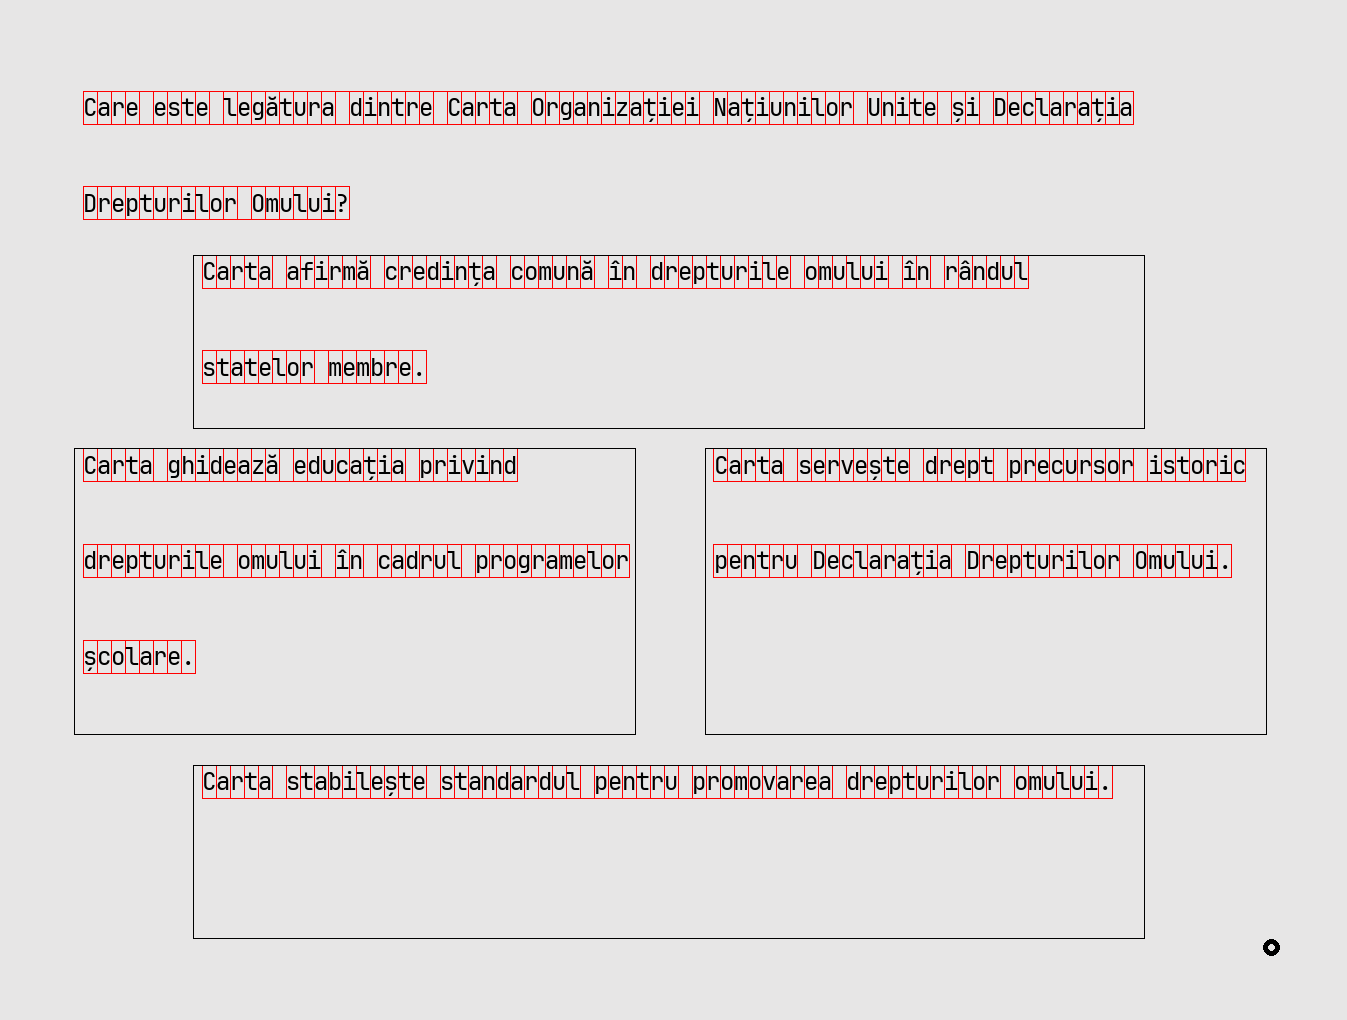 Care este legătura dintre Carta Organizației Națiunilor Unite și Declarația
Drepturilor Omului?
Carta afirmă credința comună în drepturile omului în rândul
statelor membre.
Carta ghidează educația privind
drepturile omului în cadrul programelor
școlare.
Carta servește drept precursor istoric
pentru Declarația Drepturilor Omului.
Carta stabilește standardul pentru promovarea drepturilor omului.